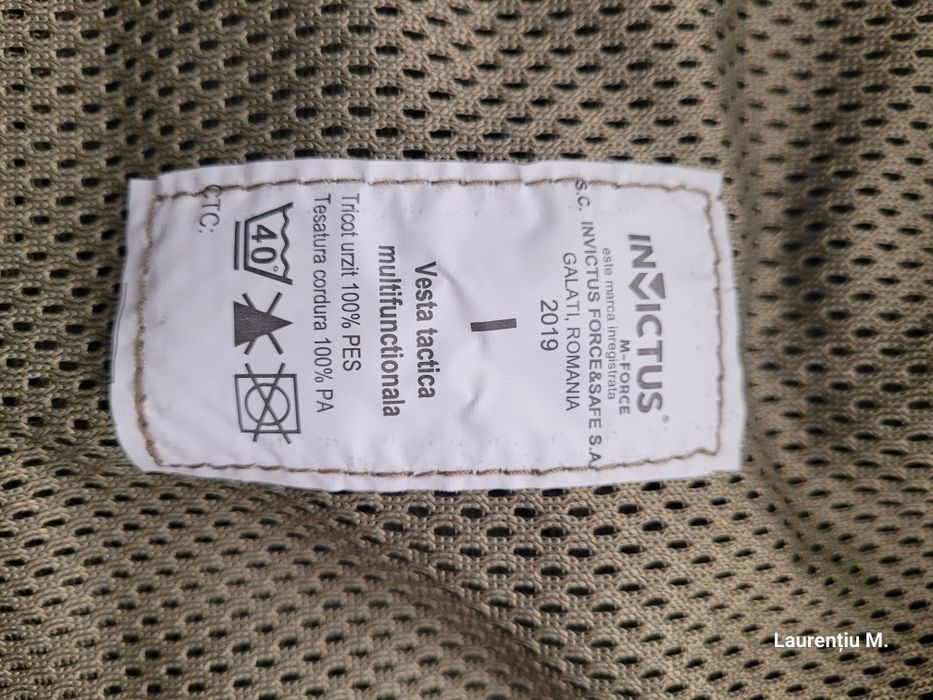 INVICTUS®
M-FORCE
este marca inregistrata
S.C. INVICTUS FORCE&SAFE S.A.
GALATI, ROMANIA
2019
I
Vesta tactica
multifunctionala
Tricot urzit 100% PES
Tesatura cordura 100% PA
40°
CTC:
Laurențiu M.